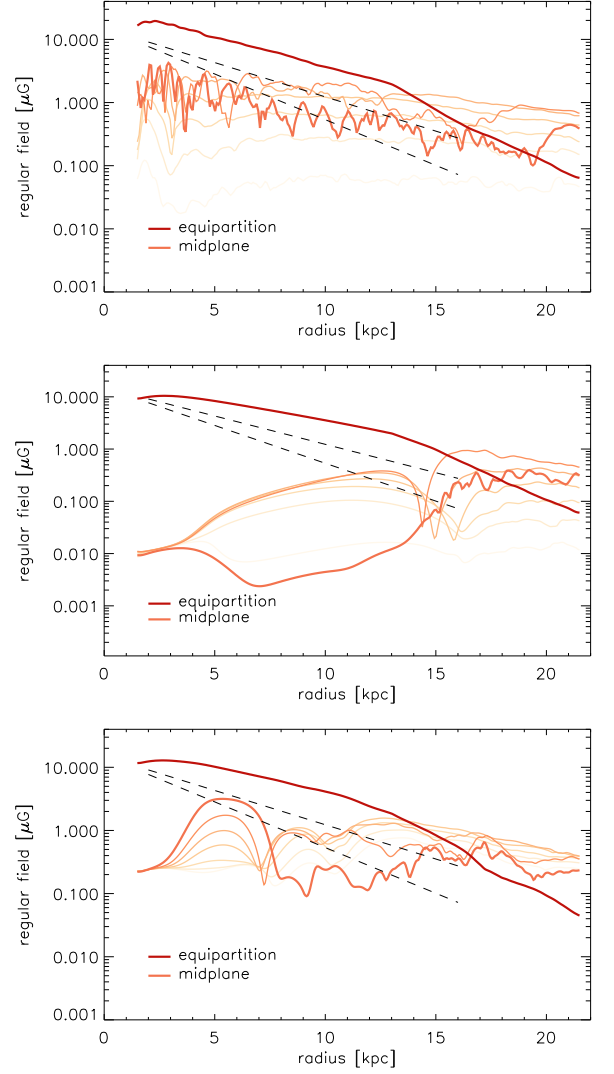 10.000
1.000
0.100
0.010
0.001
regular field [μG]
equipartition
midplane
0 5 10 15 20
radius [kpc]
10.000
1.000
0.100
0.010
0.001
regular field [μG]
equipartition
midplane
0 5 10 15 20
radius [kpc]
10.000
1.000
0.100
0.010
0.001
regular field [μG]
equipartition
midplane
0 5 10 15 20
radius [kpc]